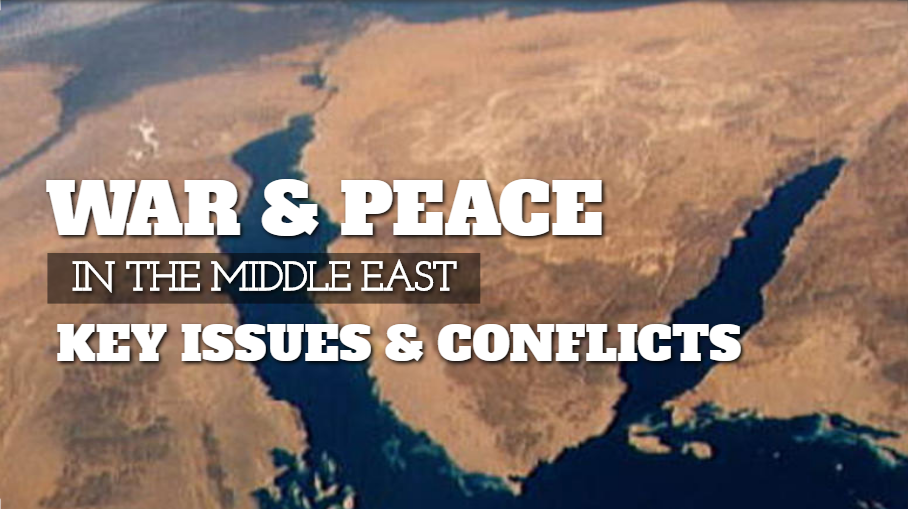 WAR & PEACE
IN THE MIDDLE EAST
KEY ISSUES & CONFLICTS